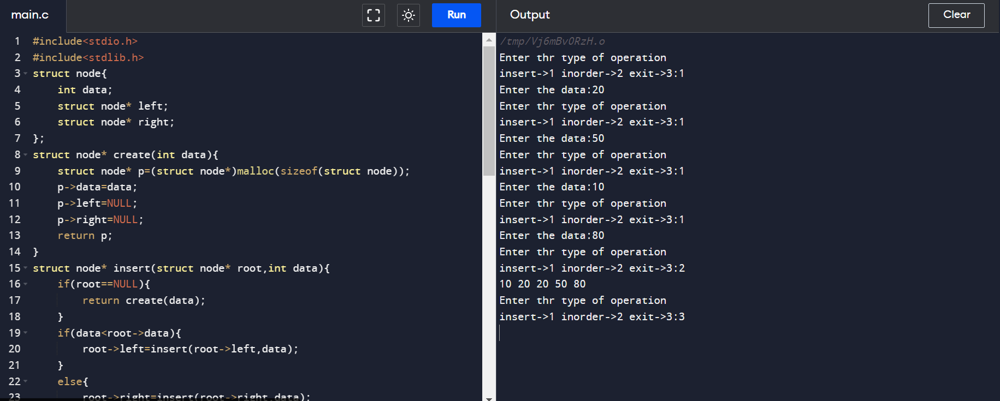 main.c
Run
Output
Clear
1 #include<stdio.h>
2 #include<stdlib.h>
3 struct node{
4 int data;
5 struct node* left;
6 struct node* right;
7 };
8 struct node* create(int data){
9 struct node* p=(struct node*)malloc(sizeof(struct node));
10 p->data=data;
11 p->left=NULL;
12 p->right=NULL;
13 return p;
14 }
15 struct node* insert(struct node* root,int data){
16 if(root==NULL){
17 return create(data);
18 }
19 if(data<root->data){
20 root->left=insert(root->left,data);
21 }
22 else{
23 root->right=insert(root->right,data);
/tmp/Vj6mBvORzH.o
Enter thr type of operation
insert->1 inorder->2 exit->3:1
Enter the data:20
Enter thr type of operation
insert->1 inorder->2 exit->3:1
Enter the data:50
Enter thr type of operation
insert->1 inorder->2 exit->3:1
Enter the data:10
Enter thr type of operation
insert->1 inorder->2 exit->3:1
Enter the data:80
Enter thr type of operation
insert->1 inorder->2 exit->3:2
10 20 20 50 80
Enter thr type of operation
insert->1 inorder->2 exit->3:3